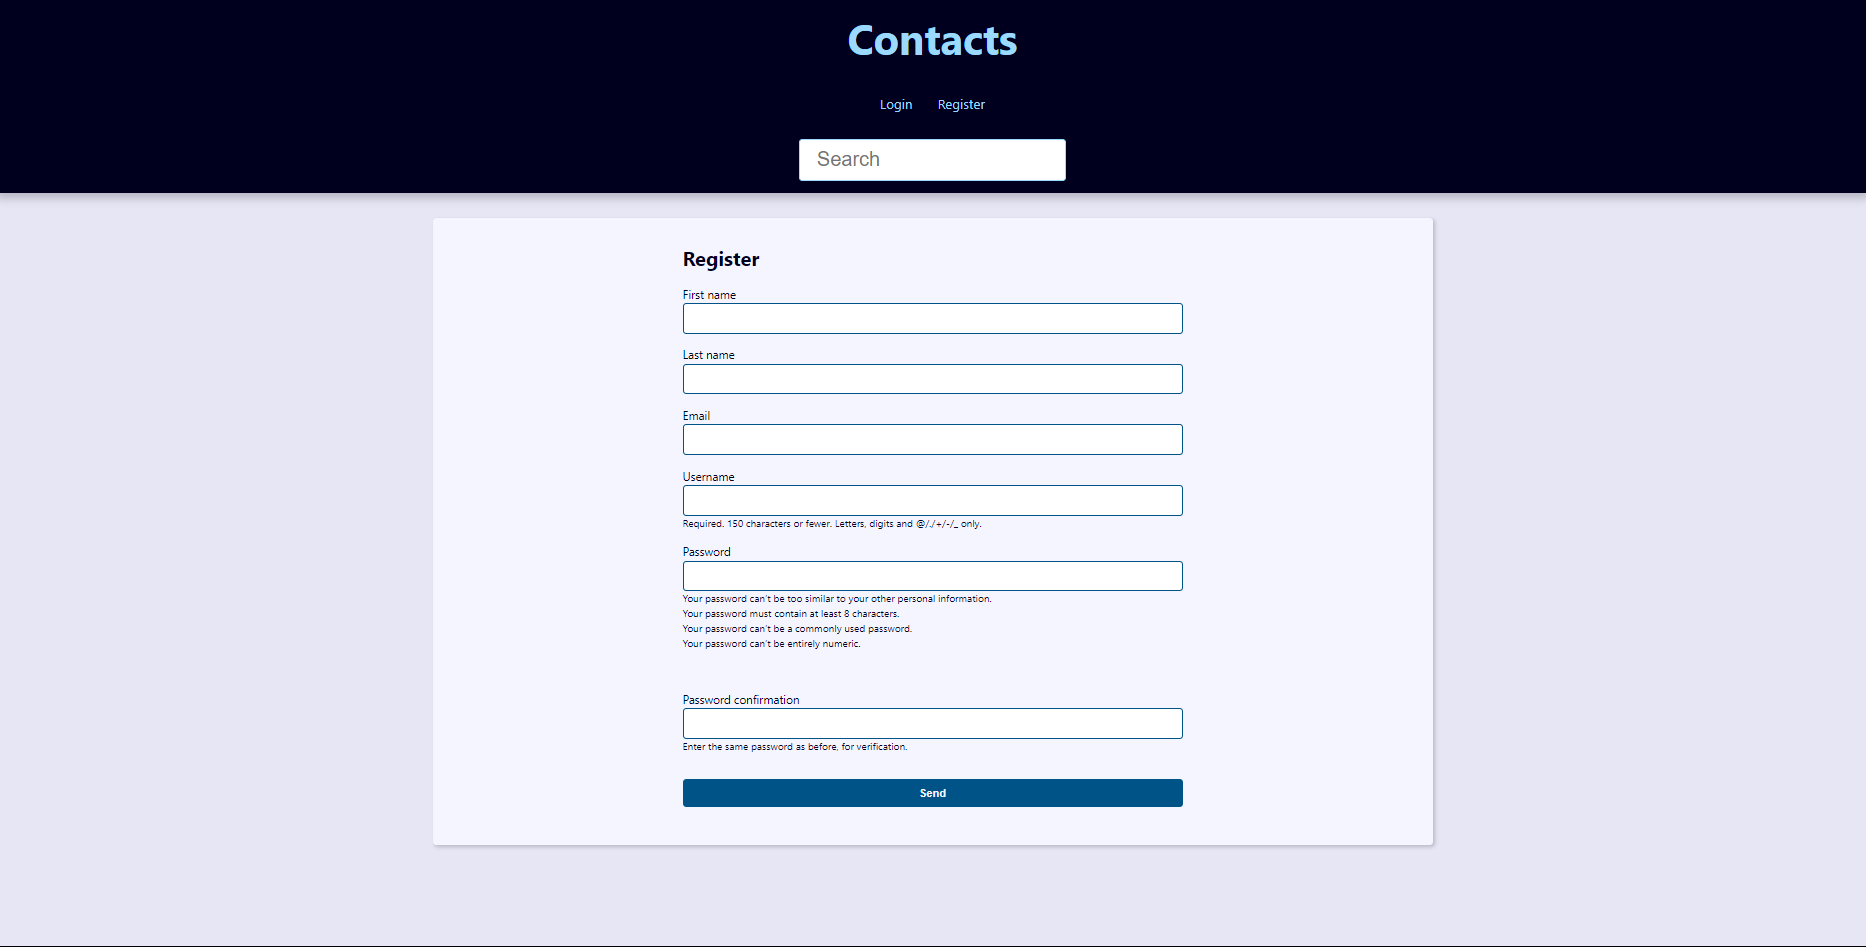 Contacts
Login Register
Search
Register
First name
Last name
Email
Username
Required. 150 characters or fewer. Letters, digits and @/./+/-/_ only.
Password
Your password can't be too similar to your other personal information.
Your password must contain at least 8 characters.
Your password can't be a commonly used password.
Your password can't be entirely numeric.
Password confirmation
Enter the same password as before, for verification.
Send